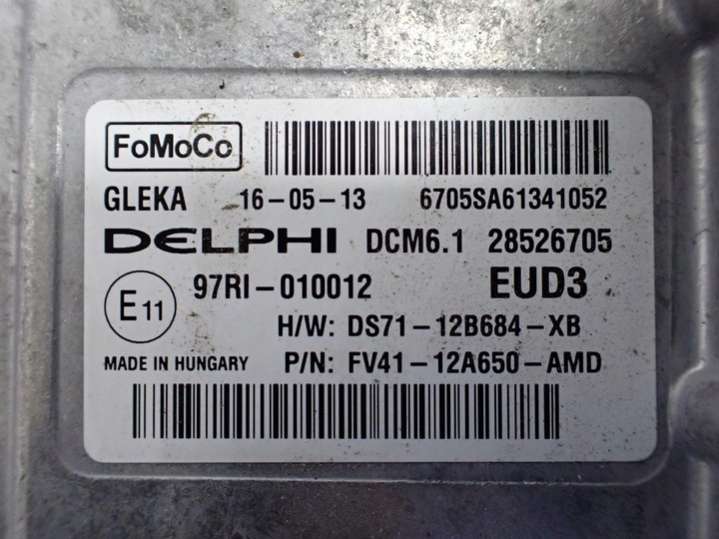 FoMoCo
GLEKA 16-05-13 6705SA61341052
DELPHI DCM6.1 28526705
E11 97RI-010012 EUD3
H/W: DS71-12B684-XB
MADE IN HUNGARY P/N: FV41-12A650-AMD